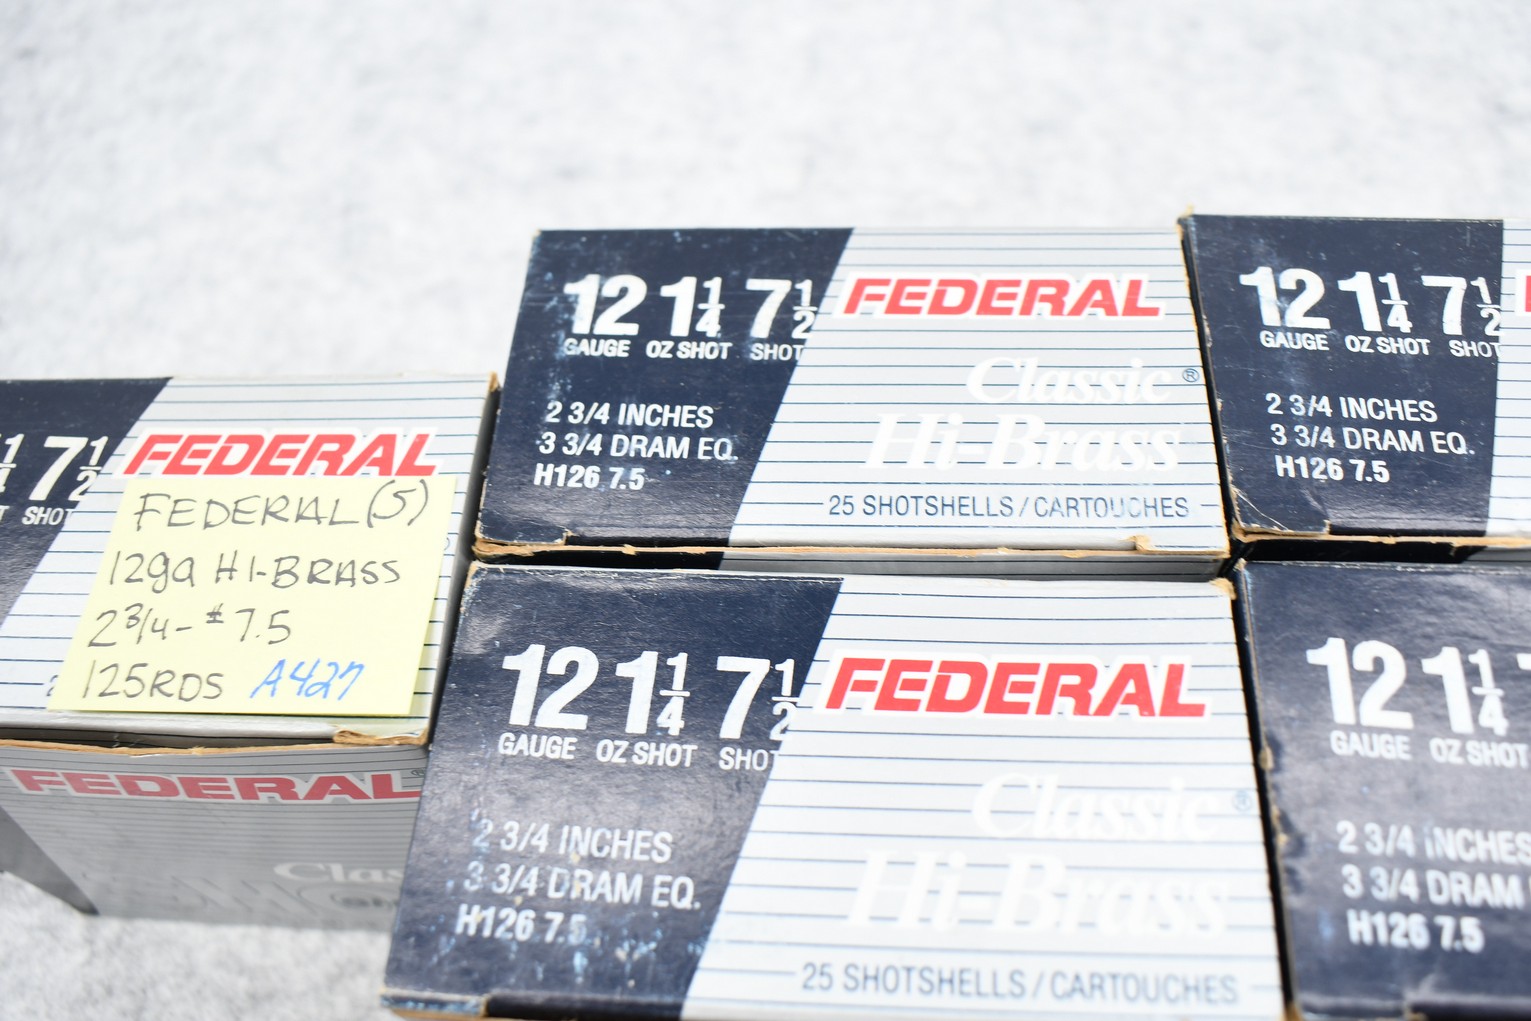 12 1 1/4 7 1/2
GAUGE OZ SHOT SHOT
2 3/4 INCHES
3 3/4 DRAM EQ.
H126 7.5
FEDERAL
Classic®
Hi-Brass
25 SHOTSHELLS/CARTOUCHES
12 1 1/4 7 1/2
GAUGE OZ SHOT SHOT
2 3/4 INCHES
3 3/4 DRAM EQ.
H126 7.5
7 1/2
SHOT
FEDERAL
FEDERAL (5)
12ga HI-BRASS
2 3/4 - #7.5
125RDS A427
FEDERAL
12 1 1/4 7 1/2
GAUGE OZ SHOT SHOT
2 3/4 INCHES
3 3/4 DRAM EQ.
H126 7.5
FEDERAL
Classic®
Hi-Brass
25 SHOTSHELLS/CARTOUCHES
12 1 1/4
GAUGE OZ SHOT
2 3/4 INCHES
3 3/4 DRAM
H126 7.5